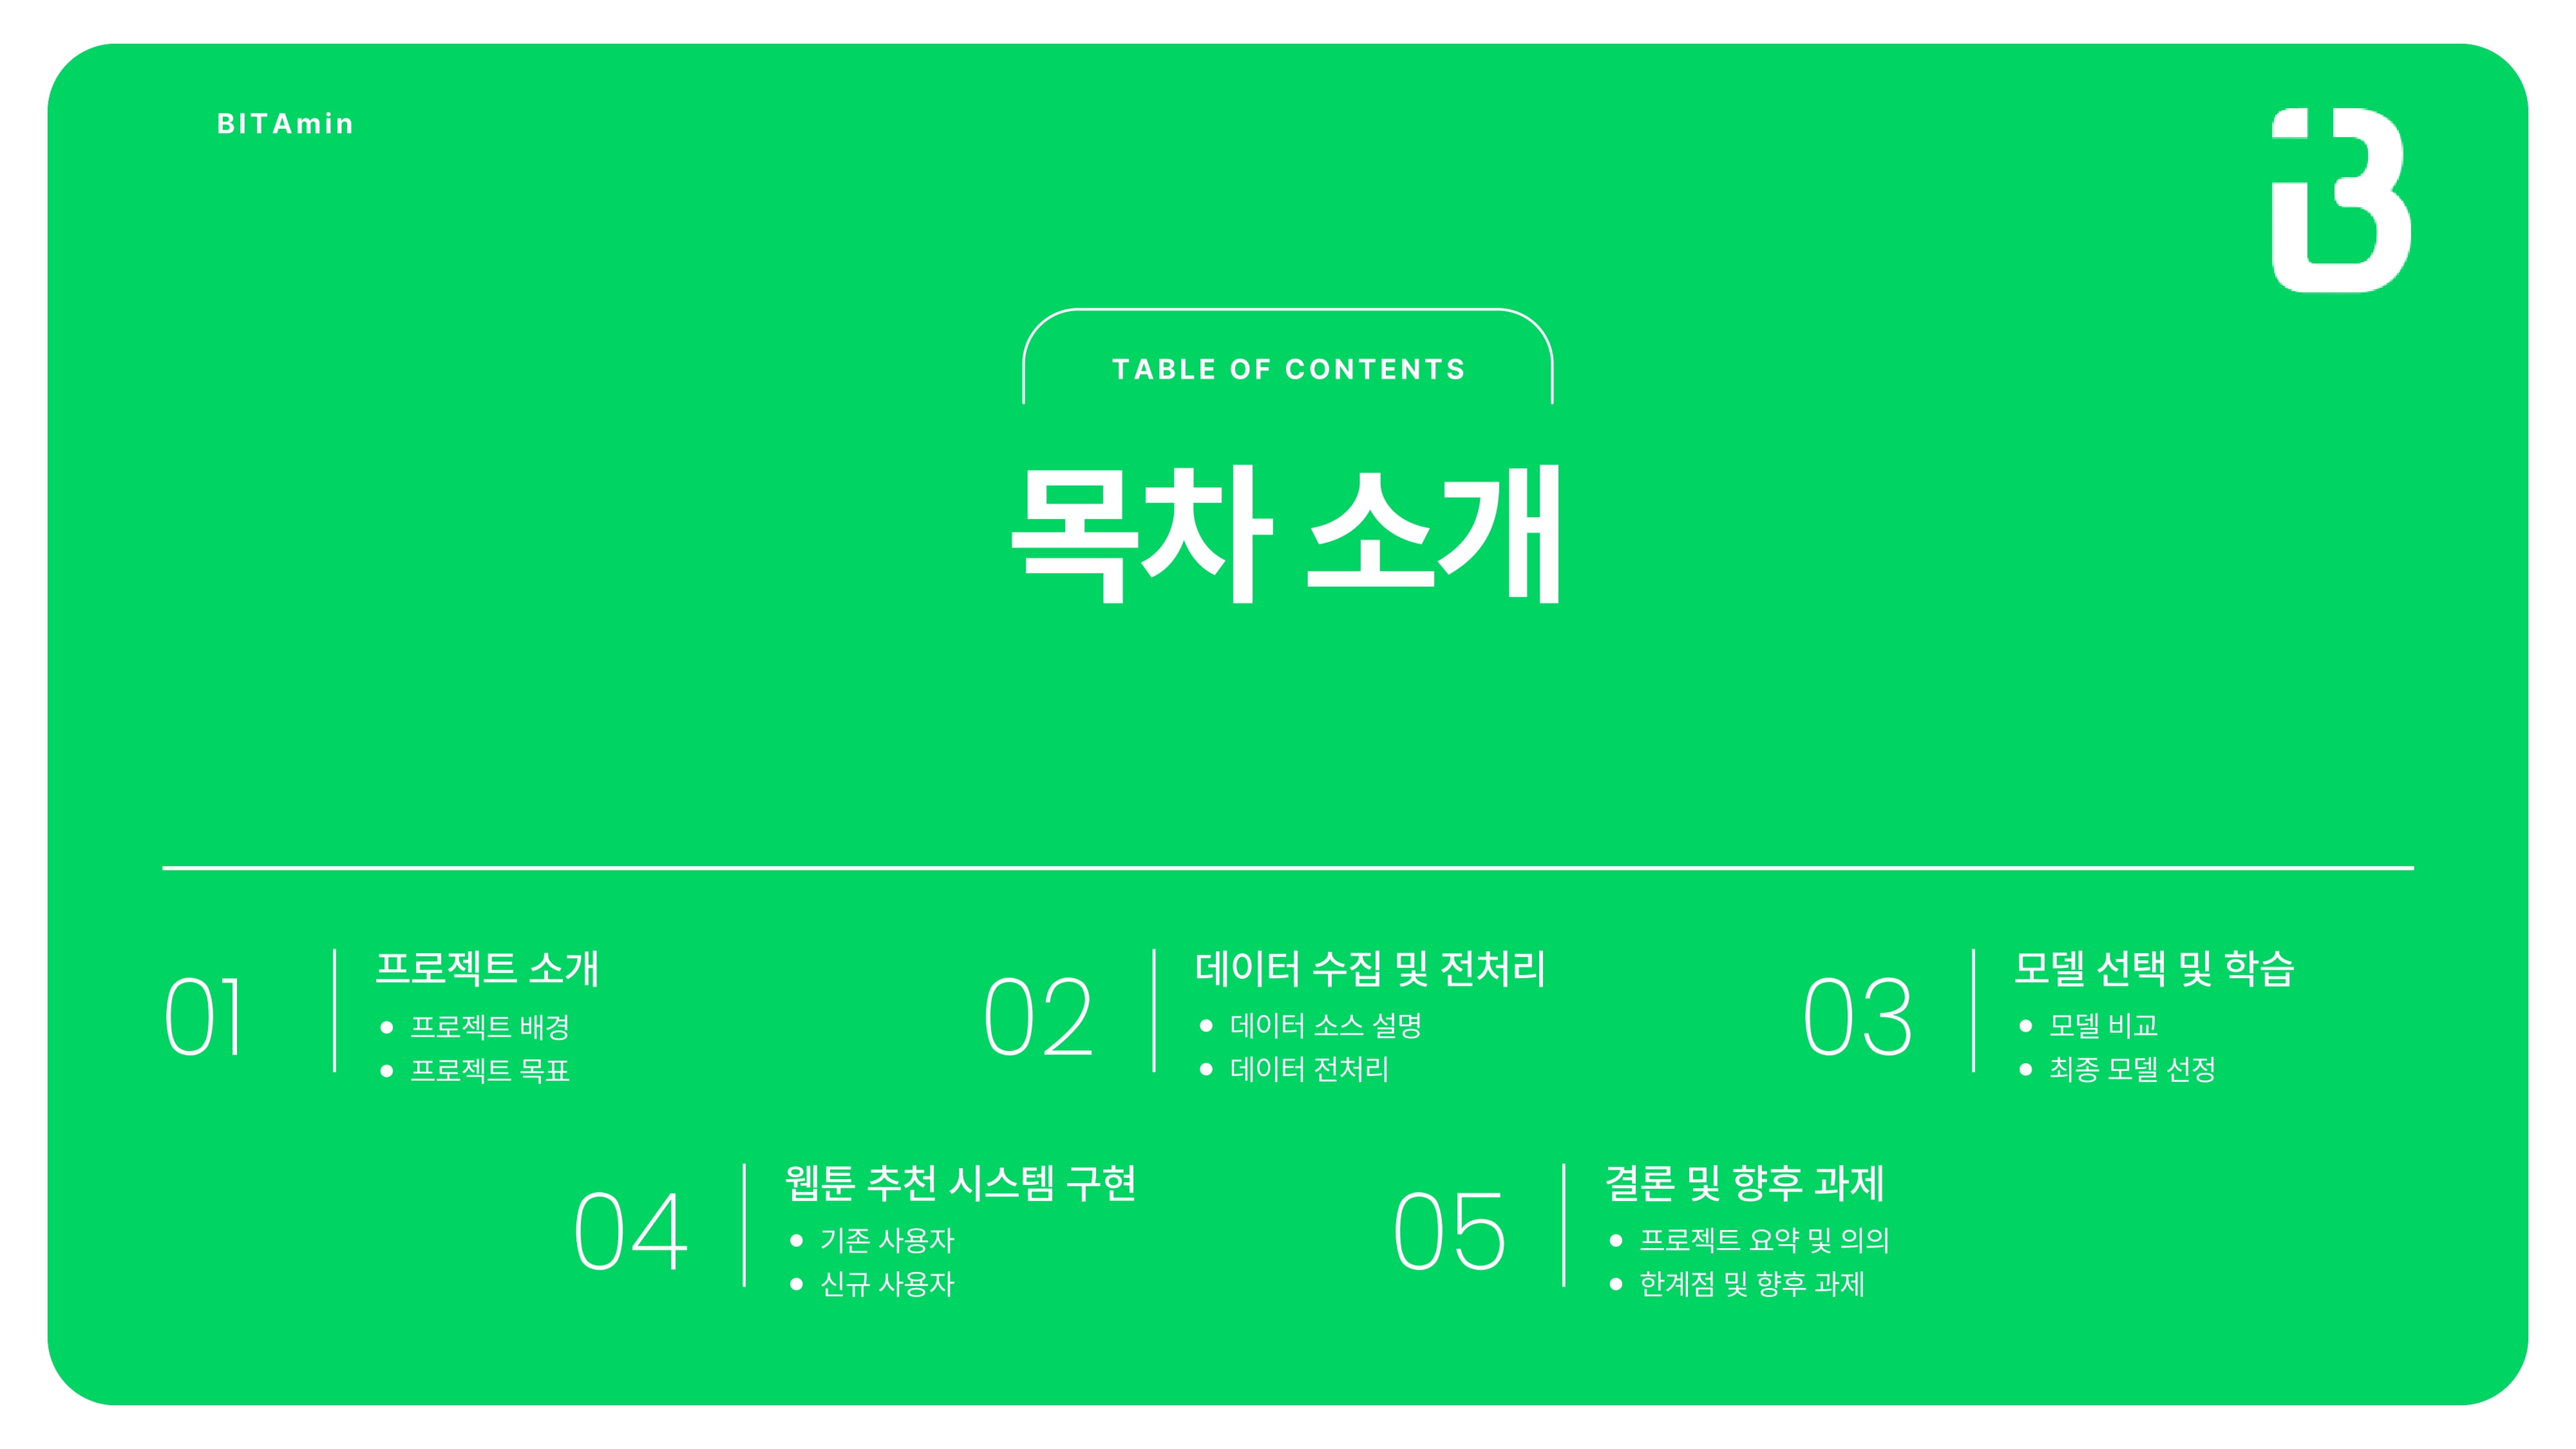 BITAmin
TABLE OF CONTENTS
목차 소개
01
프로젝트 소개
● 프로젝트 배경
● 프로젝트 목표
02
데이터 수집 및 전처리
● 데이터 소스 설명
● 데이터 전처리
03
모델 선택 및 학습
● 모델 비교
● 최종 모델 선정
04
웹툰 추천 시스템 구현
● 기존 사용자
● 신규 사용자
05
결론 및 향후 과제
● 프로젝트 요약 및 의의
● 한계점 및 향후 과제